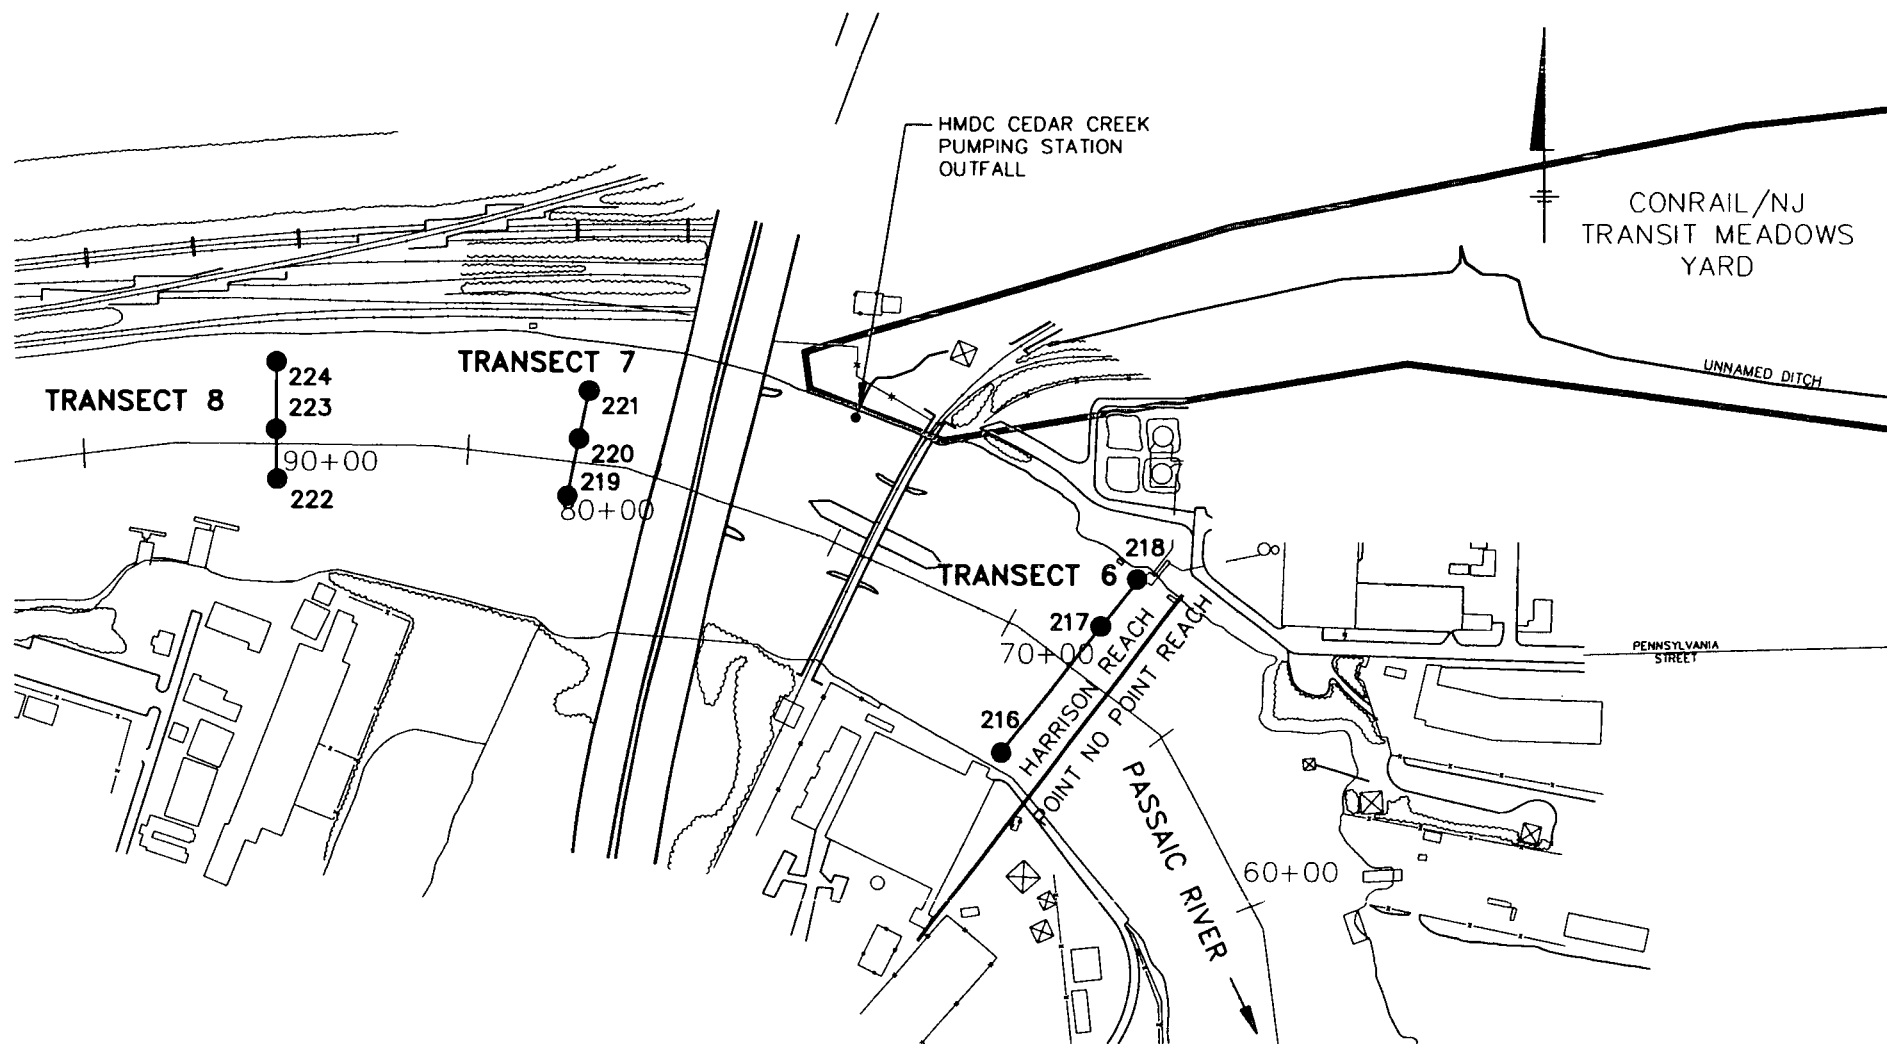 HMDC CEDAR CREEK
PUMPING STATION
OUTFALL
CONRAIL/NJ
TRANSIT MEADOWS
YARD
UNNAMED DITCH
TRANSECT 7
TRANSECT 8
224
223
90+00
222
221
220
219
80+00
218
TRANSECT 6
217
70+00
216
HARRISON REACH
POINT NO POINT REACH
PENNSYLVANIA
STREET
PASSAIC RIVER
60+00